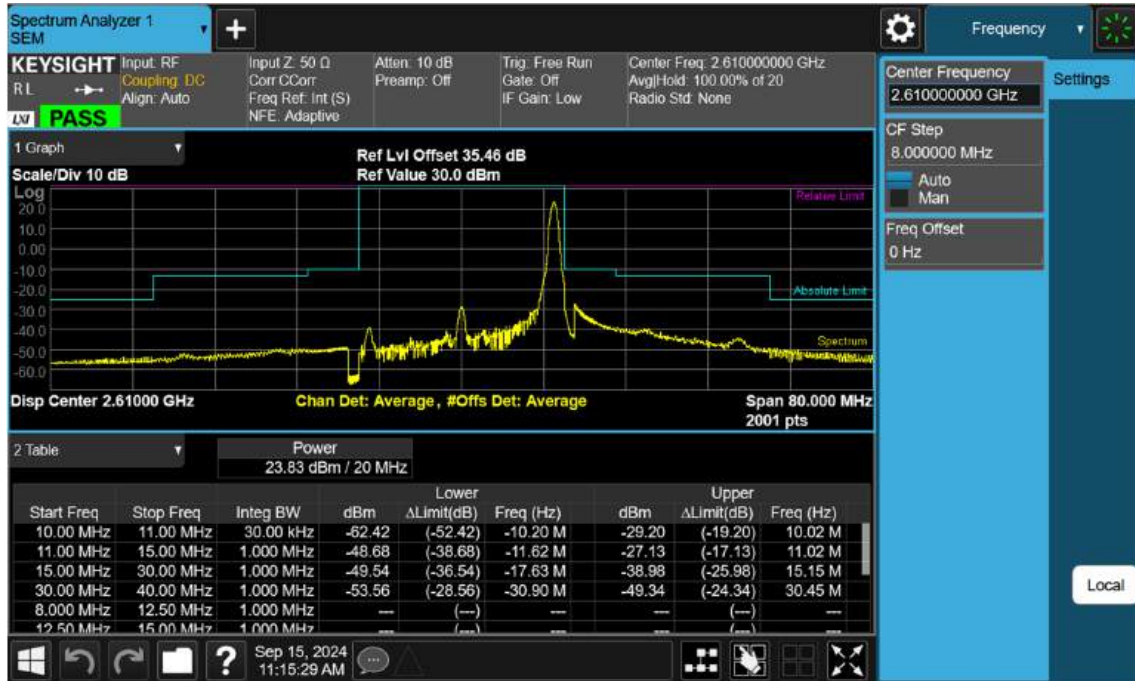 Spectrum Analyzer 1
SEM
Frequency
KEYSIGHT
R L
LXI
PASS
Input: RF
Coupling: DC
Align: Auto
Input Z: 50 Ω
Corr CCorr
Freq Ref: Int (S)
NFE: Adaptive
Atten: 10 dB
Preamp: Off
Trig: Free Run
Gate: Off
IF Gain: Low
Center Freq: 2.610000000 GHz
Avg|Hold: 100.00% of 20
Radio Std: None
Center Frequency
2.610000000 GHz
Settings
CF Step
8.000000 MHz
Auto
Man
Freq Offset
0 Hz
Local
1 Graph
Scale/Div 10 dB
Ref Lvl Offset 35.46 dB
Ref Value 30.0 dBm
Log
20.0
10.0
0.00
-10.0
-20.0
-30.0
-40.0
-50.0
-60.0
Relative Limit
Absolute Limit
Spectrum
Disp Center 2.61000 GHz
Chan Det: Average, #Offs Det: Average
Span 80.000 MHz
2001 pts
2 Table
Power
23.83 dBm / 20 MHz
Lower Upper
Start Freq Stop Freq Integ BW dBm ΔLimit(dB) Freq (Hz) dBm ΔLimit(dB) Freq (Hz)
10.00 MHz 11.00 MHz 30.00 kHz -62.42 (-52.42) -10.20 M -29.20 (-19.20) 10.02 M
11.00 MHz 15.00 MHz 1.000 MHz -48.68 (-38.68) -11.62 M -27.13 (-17.13) 11.02 M
15.00 MHz 30.00 MHz 1.000 MHz -49.54 (-36.54) -17.63 M -38.98 (-25.98) 15.15 M
30.00 MHz 40.00 MHz 1.000 MHz -53.56 (-28.56) -30.90 M -49.34 (-24.34) 30.45 M
8.000 MHz 12.50 MHz 1.000 MHz --- (---) --- --- (---) ---
12.50 MHz 15.00 MHz 1.000 MHz --- (---) --- --- (---) ---
?
Sep 15, 2024
11:15:29 AM